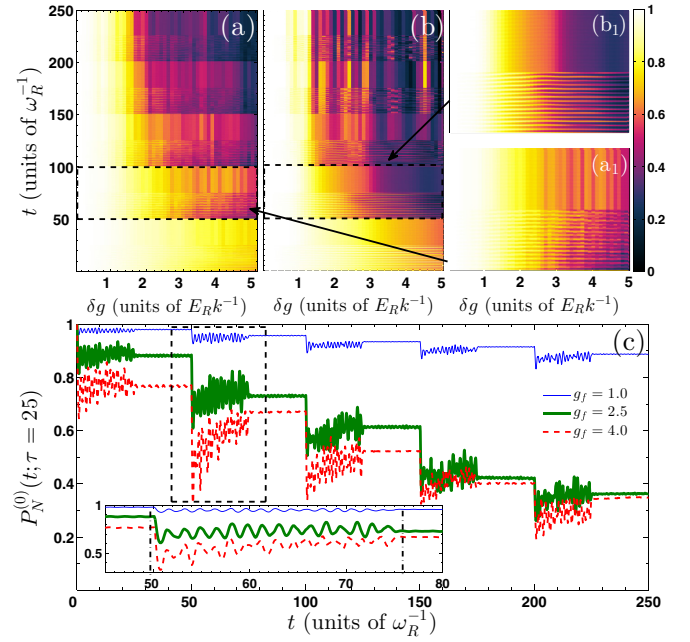 (a)
(b)
(b₁)
(a₁)
250
200
150
100
50
t (units of ω_R^{-1})
1 2 3 4 5
1 2 3 4 5
1 2 3 4 5
δg (units of E_R k^{-1})
δg (units of E_R k^{-1})
δg (units of E_R k^{-1})
1
0.8
0.6
0.4
0.2
0
(c)
1
0.8
0.6
0.4
0.2
P_N^{(0)}(t; τ = 25)
g_f = 1.0
g_f = 2.5
g_f = 4.0
1
0.5
50 60 70 80
0 50 100 150 200 250
t (units of ω_R^{-1})